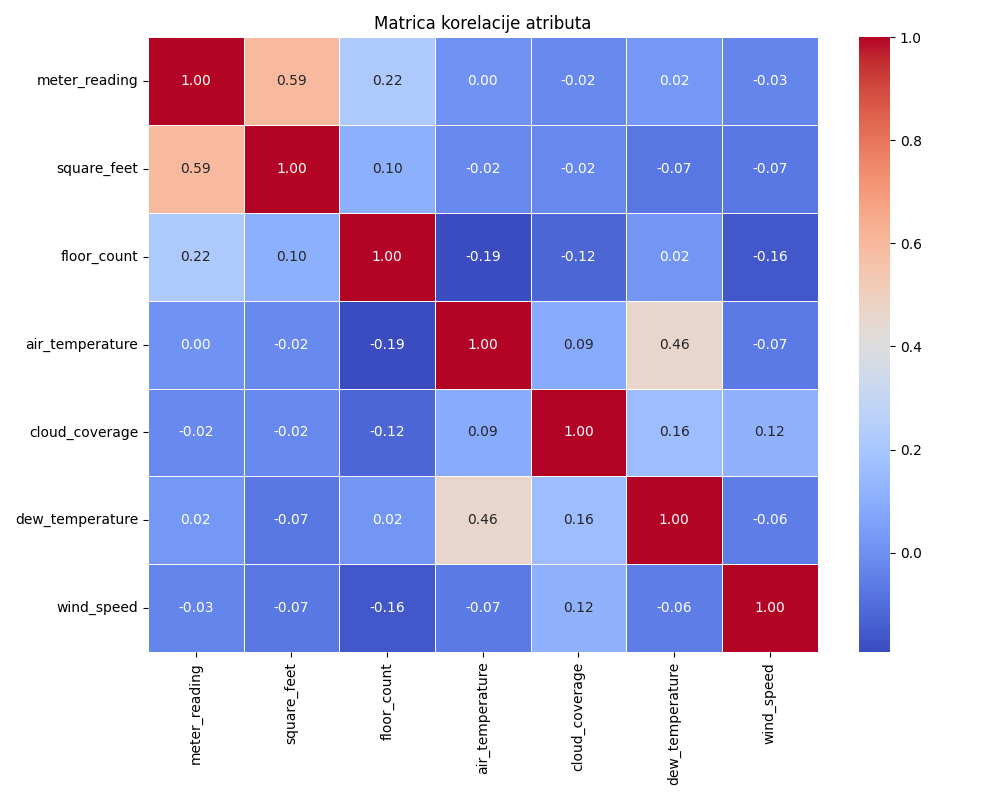 Matrica korelacije atributa
meter_reading 1.00 0.59 0.22 0.00 -0.02 0.02 -0.03
square_feet 0.59 1.00 0.10 -0.02 -0.02 -0.07 -0.07
floor_count 0.22 0.10 1.00 -0.19 -0.12 0.02 -0.16
air_temperature 0.00 -0.02 -0.19 1.00 0.09 0.46 -0.07
cloud_coverage -0.02 -0.02 -0.12 0.09 1.00 0.16 0.12
dew_temperature 0.02 -0.07 0.02 0.46 0.16 1.00 -0.06
wind_speed -0.03 -0.07 -0.16 -0.07 0.12 -0.06 1.00
meter_reading
square_feet
floor_count
air_temperature
cloud_coverage
dew_temperature
wind_speed
1.0
0.8
0.6
0.4
0.2
0.0